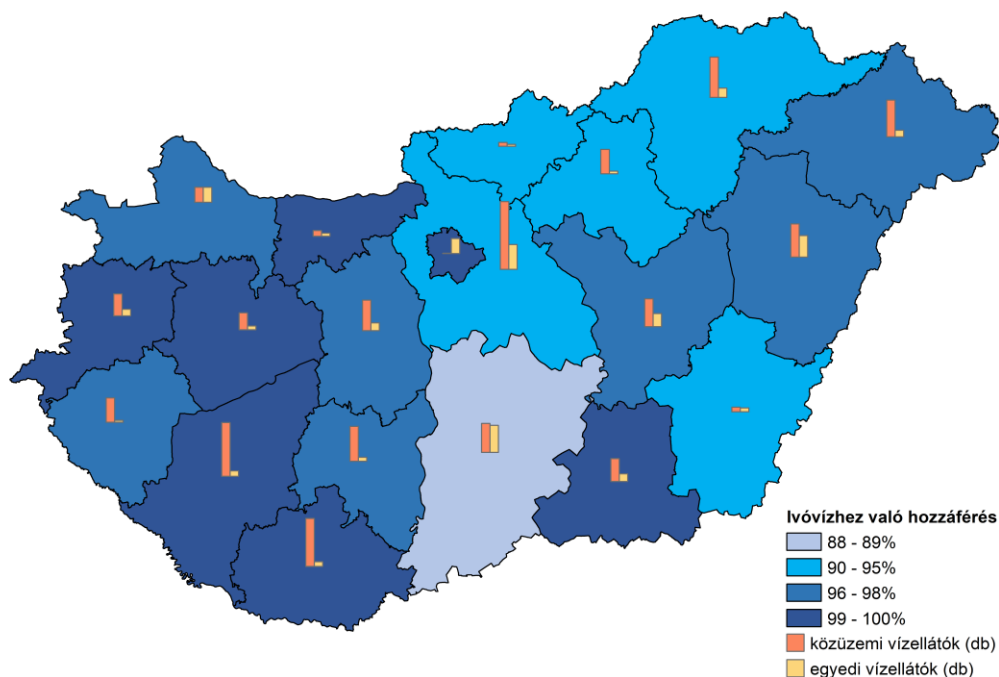 Ivóvízhez való hozzáférés
88 - 89%
90 - 95%
96 - 98%
99 - 100%
közüzemi vízellátók (db)
egyedi vízellátók (db)